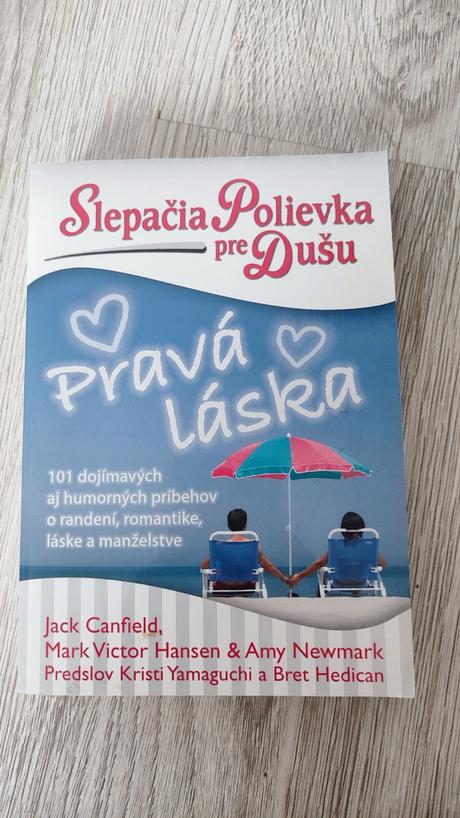 Slepačia Polievka
pre Dušu
Pravá
láska
101 dojímavých
aj humorných príbehov
o randení, romantike,
láske a manželstve
Jack Canfield,
Mark Victor Hansen & Amy Newmark
Predslov Kristi Yamaguchi a Bret Hedican